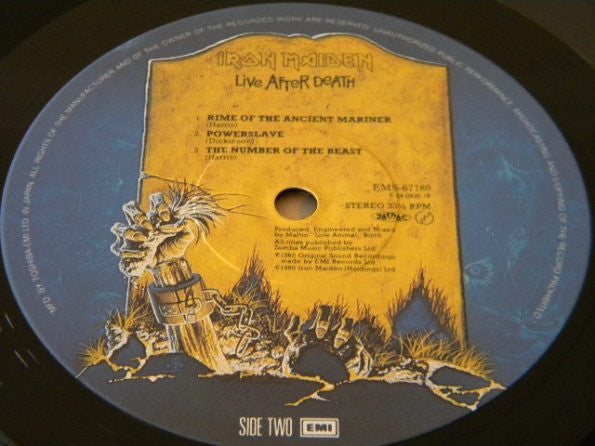 MF'D BY TOSHIBA-EMI LTD. IN JAPAN. ALL RIGHTS OF THE MANUFACTURER AND OF THE OWNER OF THE RECORDED WORK ARE RESERVED. UNAUTHORIZED PUBLIC PERFORMANCE, BROADCASTING AND COPYING OF THE RECORD PROHIBITED.
IRON MAIDEN
LIVE AFTER DEATH
1. RIME OF THE ANCIENT MARINER
(Harris)
2. POWERSLAVE
(Dickinson)
3. THE NUMBER OF THE BEAST
(Harris)
EMS-67188
STEREO 33⅓ RPM
Produced, Engineered and Mixed
by Martin "Live Animal" Birch
All titles published by
Zomba Music Publishers Ltd
℗1985 Original Sound Recordings
made by EMI Records Ltd
©1985 Iron Maiden (Holdings) Ltd
SIDE TWO EMI